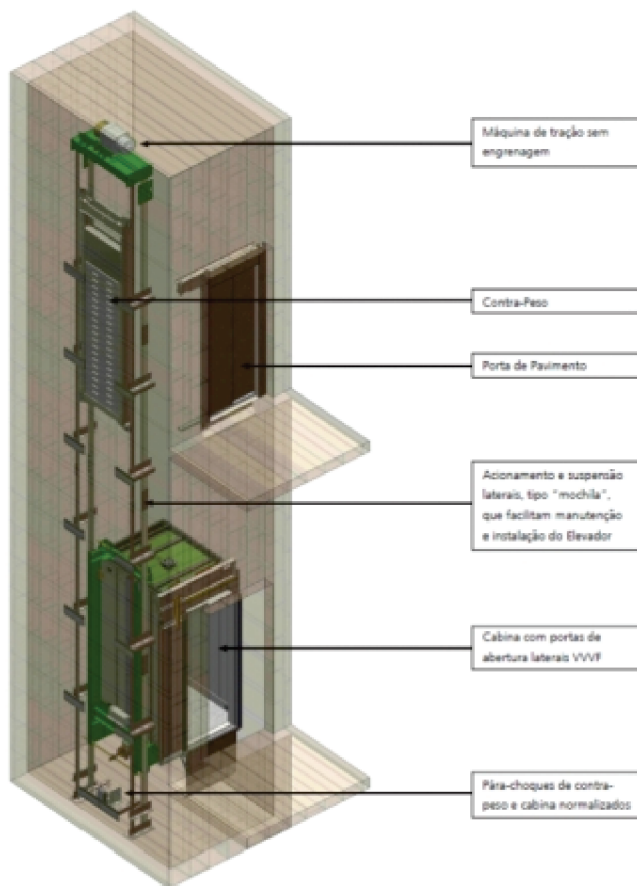 Máquina de tração sem
engrenagem
Contra-Peso
Porta de Pavimento
Acionamento e suspensão
laterais, tipo "mochila",
que facilitam manutenção
e instalação do Elevador
Cabina com portas de
abertura laterais VVVF
Pára-choques de contra-
peso e cabina normalizados